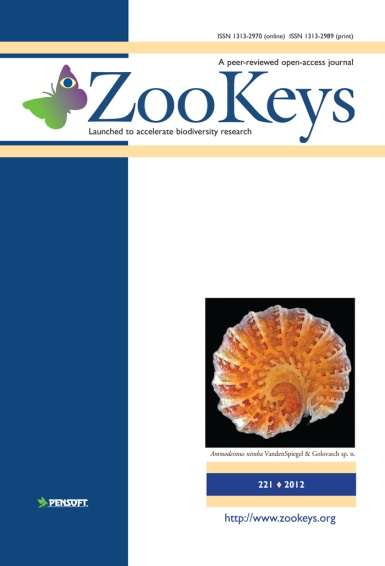 ISSN 1313-2970 (online) ISSN 1313-2989 (print)
A peer-reviewed open-access journal
ZooKeys
Launched to accelerate biodiversity research
Ammodesmus nimba VandenSpiegel & Golovatch sp. n.
221 ♦ 2012
PENSOFT.
http://www.zookeys.org